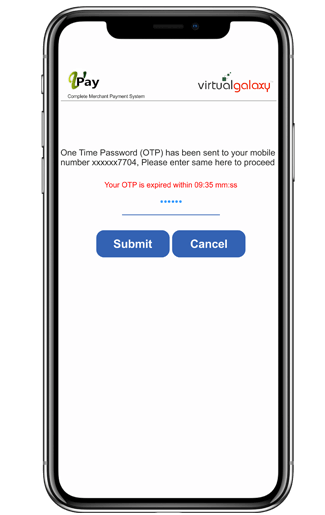 Pay
virtualgalaxy
Complete Merchant Payment System
One Time Password (OTP) has been sent to your mobile
number xxxxxx7704, Please enter same here to proceed
Your OTP is expired within 09:35 mm:ss
******
Submit Cancel